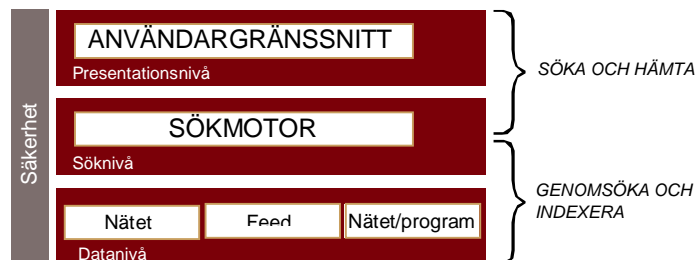 Säkerhet
ANVÄNDARGRÄNSSNITT
Presentationsnivå
SÖKA OCH HÄMTA
SÖKMOTOR
Söknivå
GENOMSÖKA OCH
INDEXERA
Nätet
Feed
Nätet/program
Datanivå